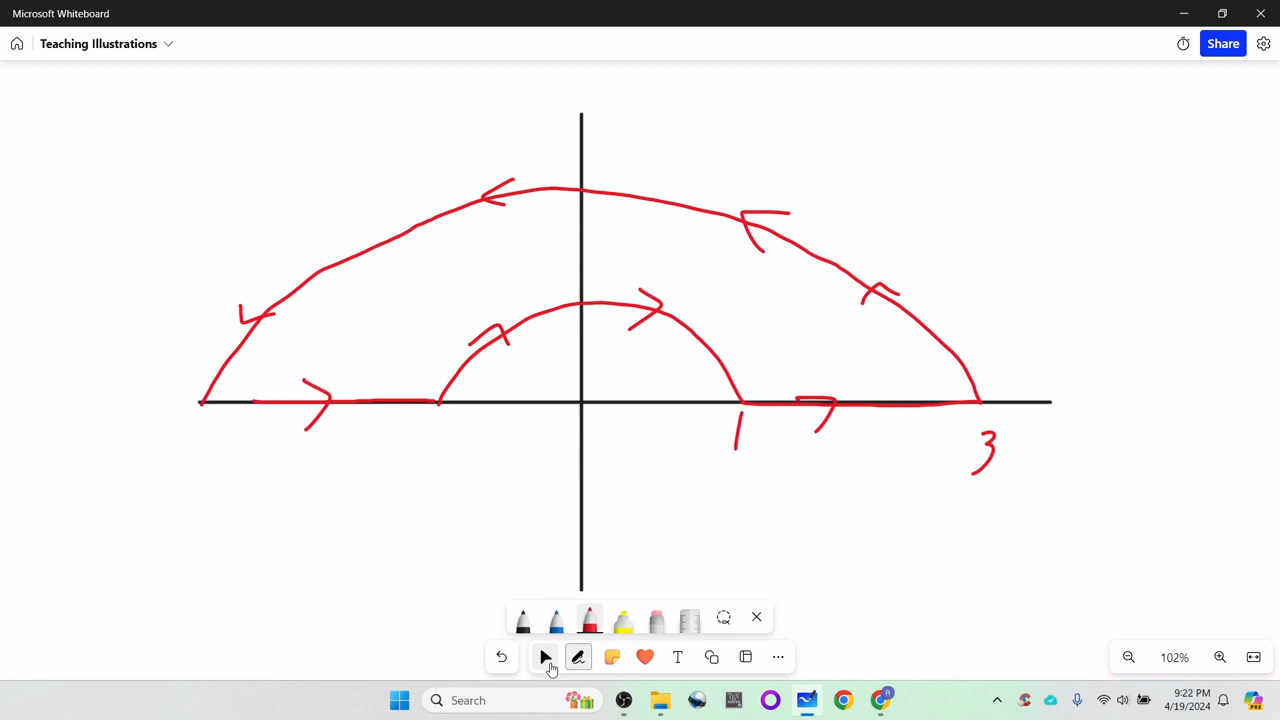 Microsoft Whiteboard
Teaching Illustrations
Share
1
3
T
102%
Search
9:22 PM
4/19/2024